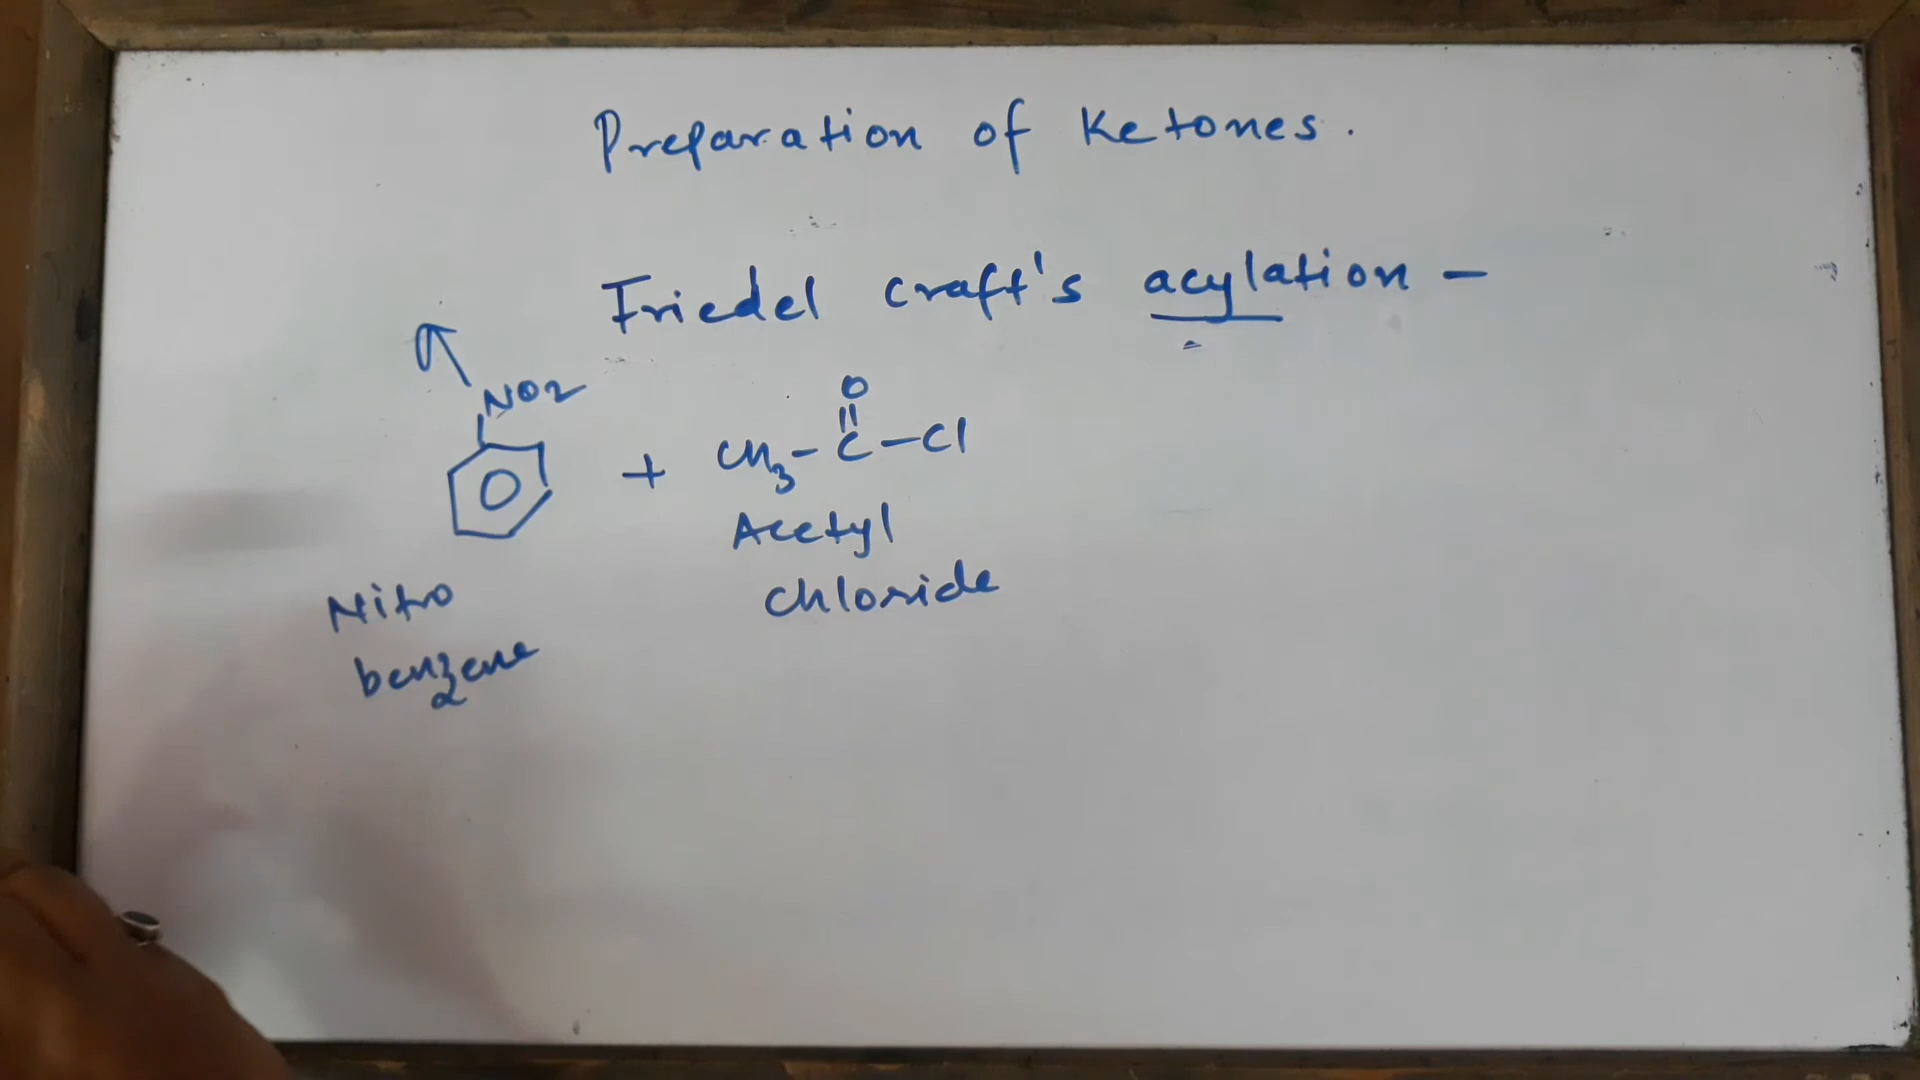 Preparation of Ketones.
Friedel craft's acylation -
NO2
O
+ CH3-C-Cl
Acetyl
chloride
Nitro
benzene